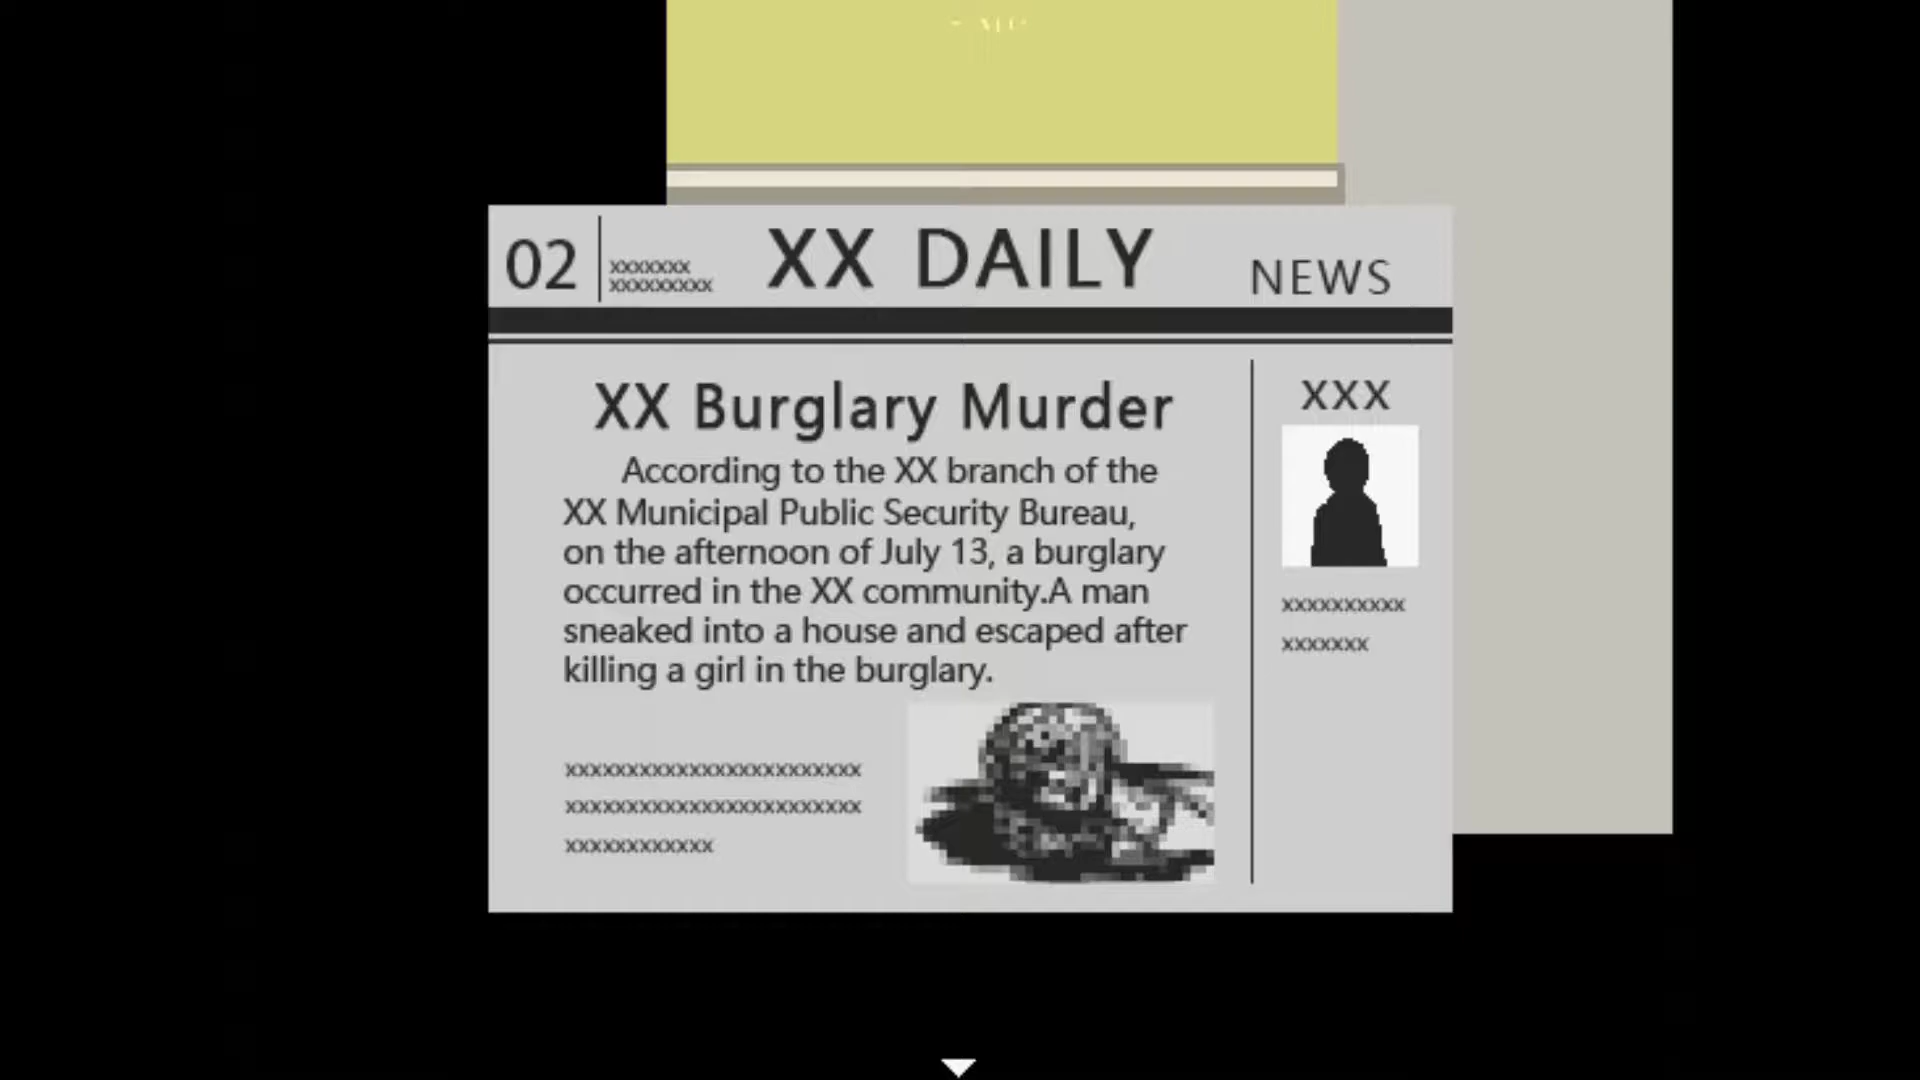 02
xxxxxxx
xxxxxxxxx
XX DAILY
NEWS
XX Burglary Murder
According to the XX branch of the
XX Municipal Public Security Bureau,
on the afternoon of July 13, a burglary
occurred in the XX community.A man
sneaked into a house and escaped after
killing a girl in the burglary.
xxxxxxxxxxxxxxxxxxxxxxxx
xxxxxxxxxxxxxxxxxxxxxxxx
xxxxxxxxxxxx
XXX
xxxxxxxxxx
xxxxxxx